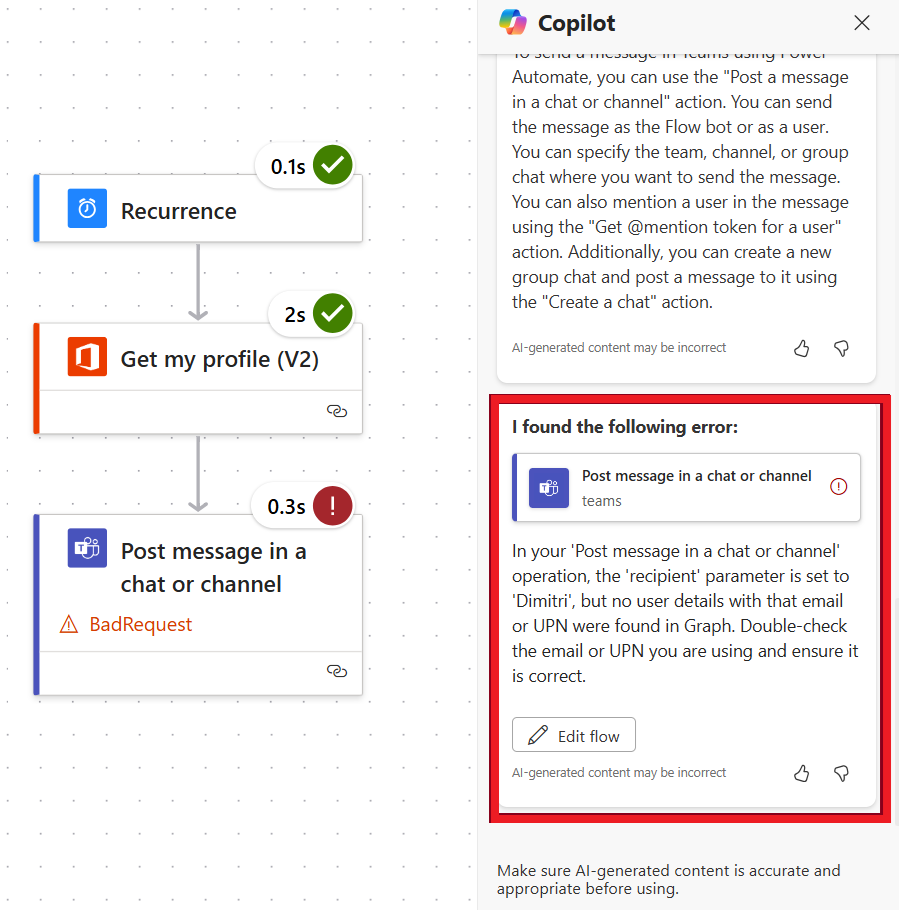 0.1s
Recurrence
2s
Get my profile (V2)
0.3s
Post message in a
chat or channel
BadRequest
Copilot
To send a message in Teams using Power
Automate, you can use the "Post a message
in a chat or channel" action. You can send
the message as the Flow bot or as a user.
You can specify the team, channel, or group
chat where you want to send the message.
You can also mention a user in the message
using the "Get @mention token for a user"
action. Additionally, you can create a new
group chat and post a message to it using
the "Create a chat" action.
AI-generated content may be incorrect
I found the following error:
Post message in a chat or channel
teams
In your 'Post message in a chat or channel'
operation, the 'recipient' parameter is set to
'Dimitri', but no user details with that email
or UPN were found in Graph. Double-check
the email or UPN you are using and ensure it
is correct.
Edit flow
AI-generated content may be incorrect
Make sure AI-generated content is accurate and
appropriate before using.